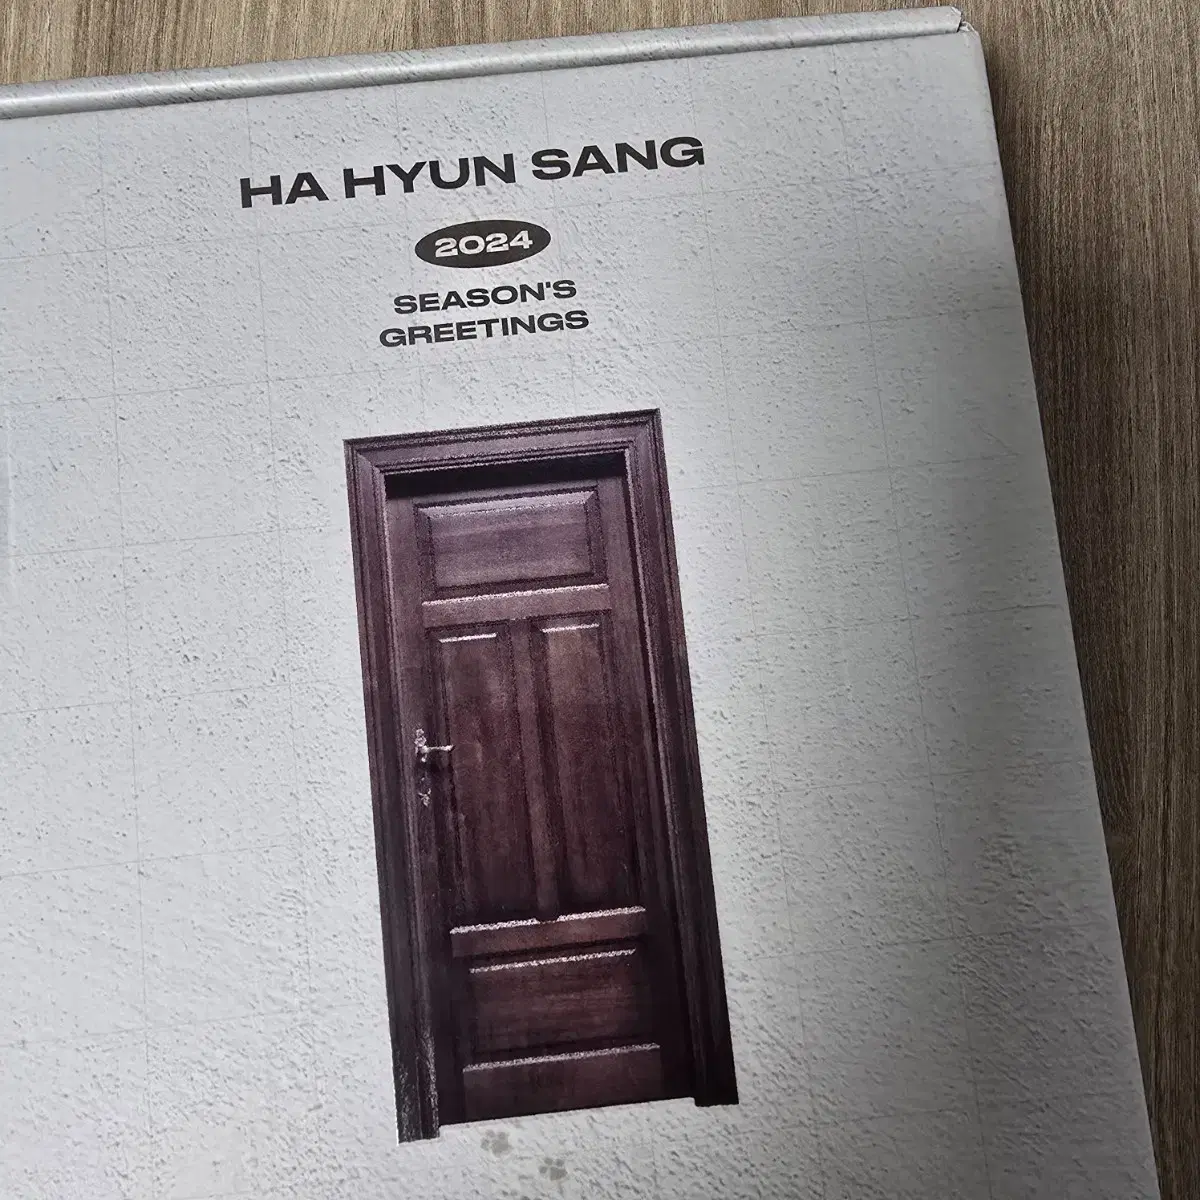 HA HYUN SANG
2024
SEASON'S
GREETINGS